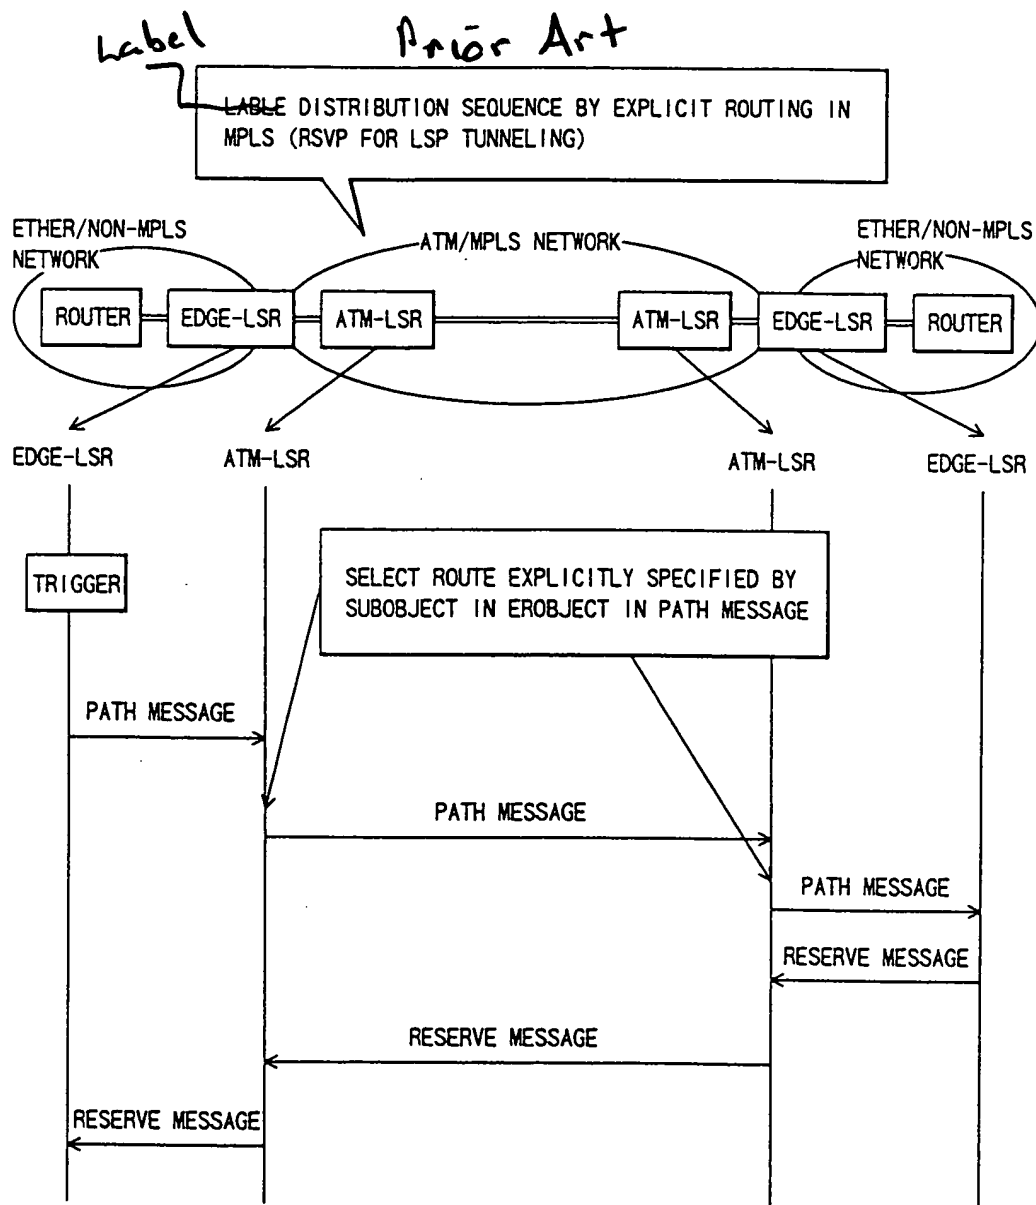 Label
Prior Art
LABLE DISTRIBUTION SEQUENCE BY EXPLICIT ROUTING IN
MPLS (RSVP FOR LSP TUNNELING)
ETHER/NON-MPLS
NETWORK
ATM/MPLS NETWORK
ETHER/NON-MPLS
NETWORK
ROUTER
EDGE-LSR
ATM-LSR
ATM-LSR
EDGE-LSR
ROUTER
EDGE-LSR
ATM-LSR
ATM-LSR
EDGE-LSR
TRIGGER
SELECT ROUTE EXPLICITLY SPECIFIED BY
SUBOBJECT IN EROBJECT IN PATH MESSAGE
PATH MESSAGE
PATH MESSAGE
PATH MESSAGE
RESERVE MESSAGE
RESERVE MESSAGE
RESERVE MESSAGE